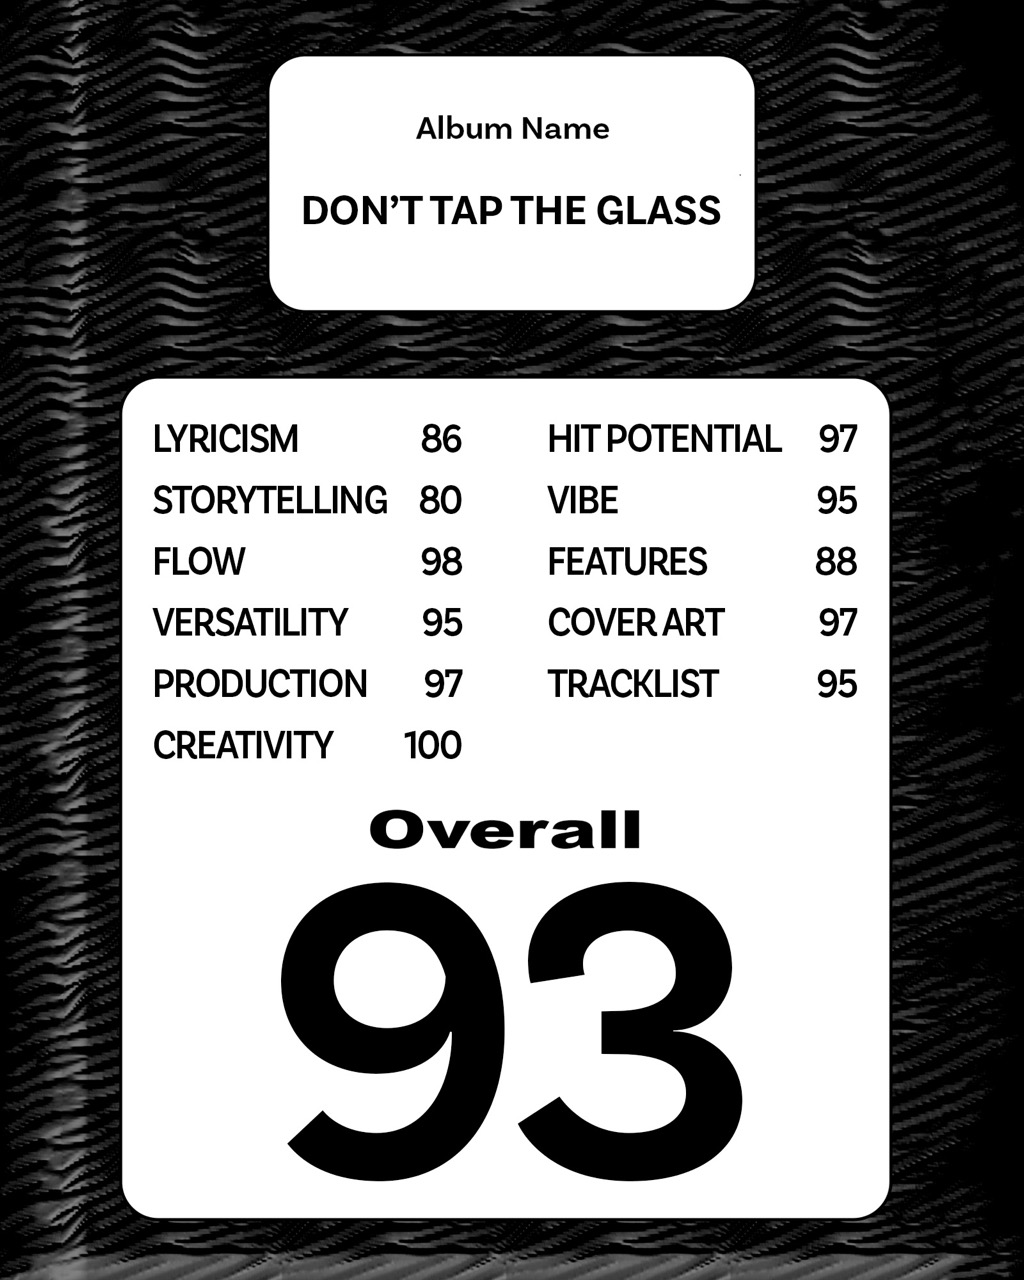 Album Name
DON’T TAP THE GLASS
LYRICISM 86
STORYTELLING 80
FLOW 98
VERSATILITY 95
PRODUCTION 97
CREATIVITY 100
HIT POTENTIAL 97
VIBE 95
FEATURES 88
COVER ART 97
TRACKLIST 95
Overall
93